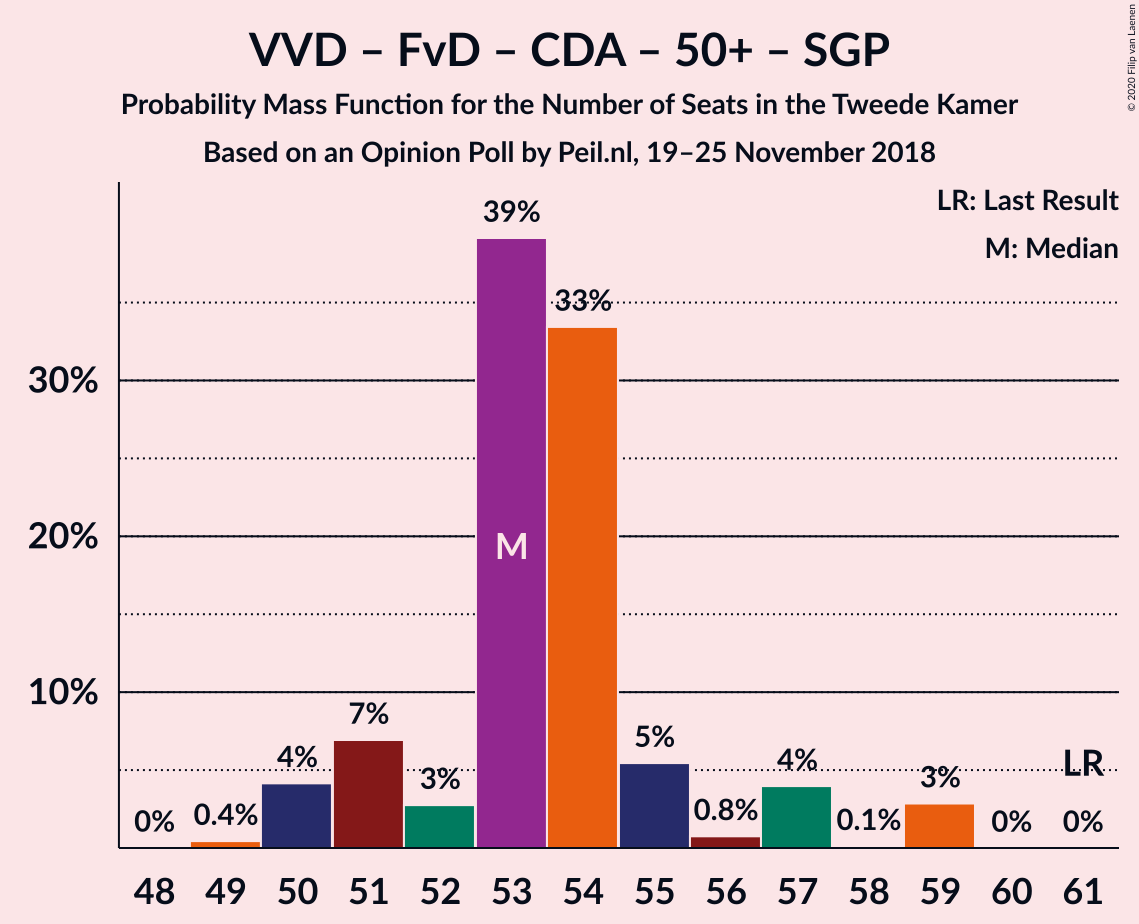 VVD – FvD – CDA – 50+ – SGP
Probability Mass Function for the Number of Seats in the Tweede Kamer
Based on an Opinion Poll by Peil.nl, 19–25 November 2018
© 2020 Filip van Laenen
LR: Last Result
M: Median
39%
33%
30%
M
20%
10%
7%
5%
4%
4%
3%
3%
LR
0%
0.4%
0.8%
0.1%
0%
0%
48 49 50 51 52 53 54 55 56 57 58 59 60 61